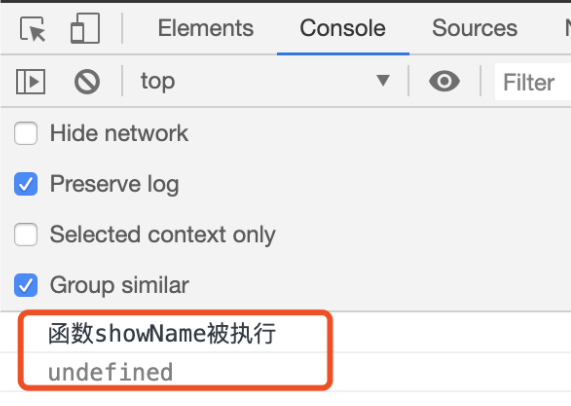 Elements Console Sources
top Filter
Hide network
Preserve log
Selected context only
Group similar
函数showName被执行
undefined